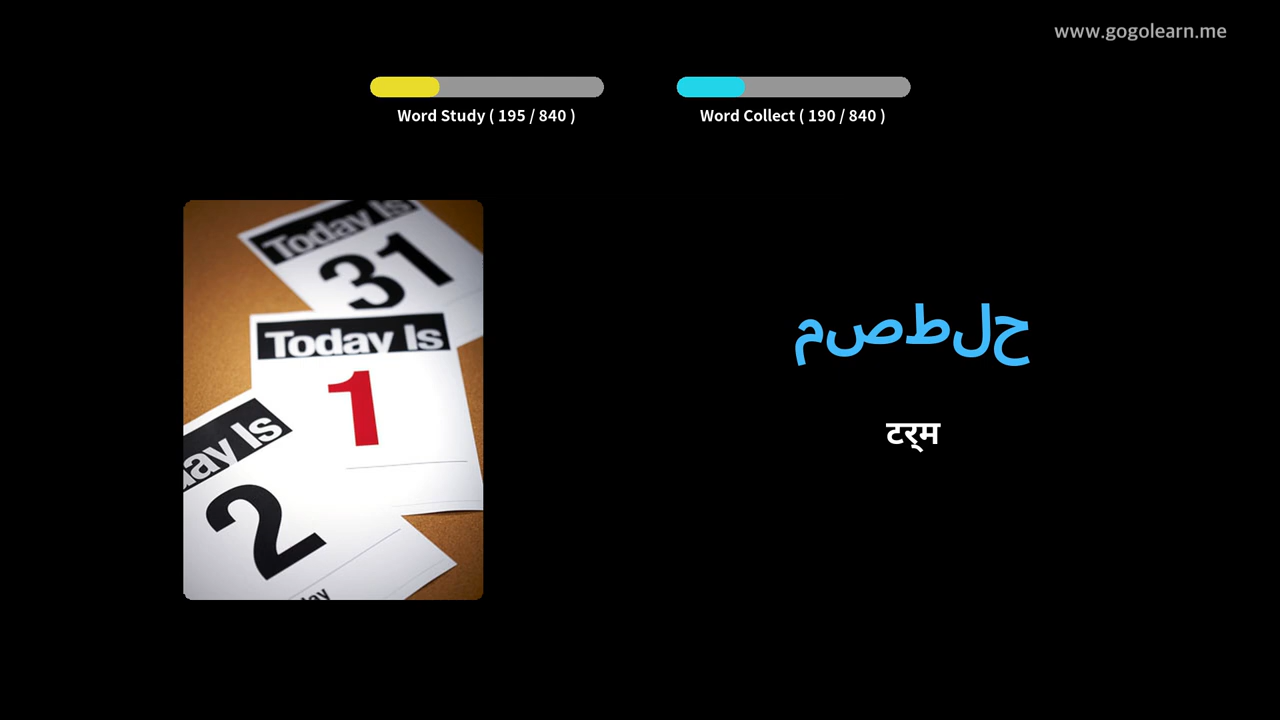 www.gogolearn.me
Word Study ( 195 / 840 )
Word Collect ( 190 / 840 )
Today Is
31
Today Is
1
ay Is
2
مصطلح
टर्म